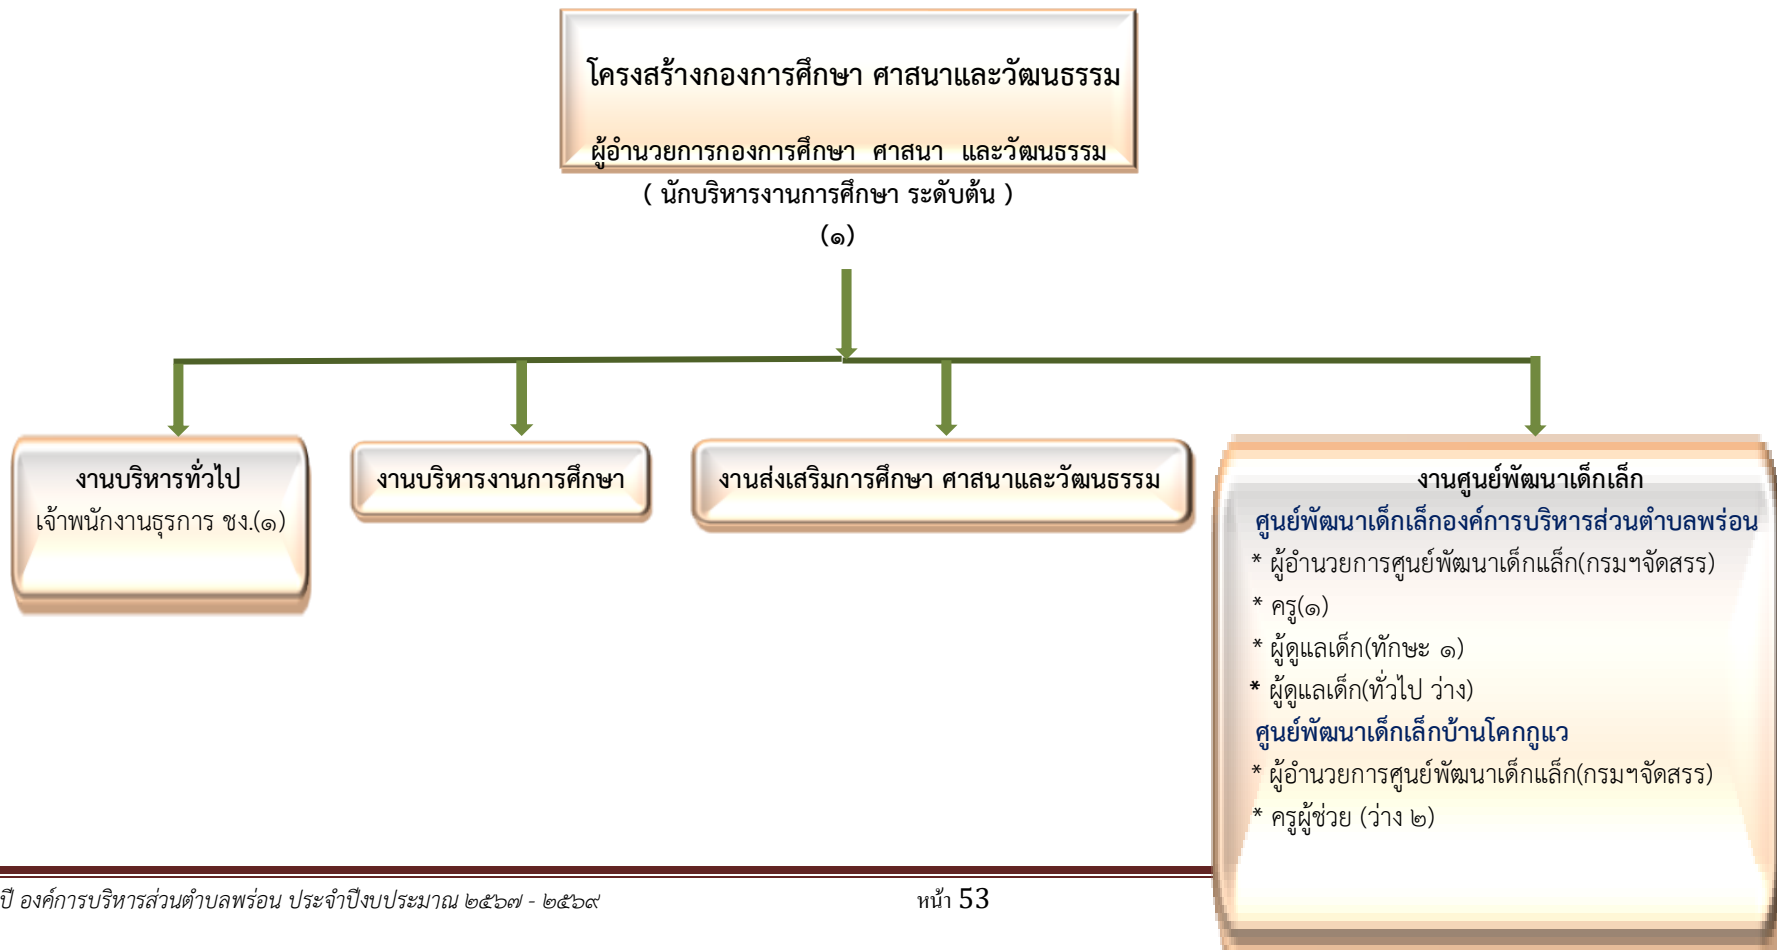 โครงสร้างกองการศึกษา ศาสนาและวัฒนธรรม
ผู้อำนวยการกองการศึกษา ศาสนา และวัฒนธรรม
( นักบริหารงานการศึกษา ระดับต้น )
(๑)
งานบริหารทั่วไป
เจ้าพนักงานธุรการ ชง.(๑)
งานบริหารงานการศึกษา
งานส่งเสริมการศึกษา ศาสนาและวัฒนธรรม
งานศูนย์พัฒนาเด็กเล็ก
ศูนย์พัฒนาเด็กเล็กองค์การบริหารส่วนตำบลพร่อน
* ผู้อำนวยการศูนย์พัฒนาเด็กแล็ก(กรมฯจัดสรร)
* ครู(๑)
* ผู้ดูแลเด็ก(ทักษะ ๑)
* ผู้ดูแลเด็ก(ทั่วไป ว่าง)
ศูนย์พัฒนาเด็กเล็กบ้านโคกกูแว
* ผู้อำนวยการศูนย์พัฒนาเด็กแล็ก(กรมฯจัดสรร)
* ครูผู้ช่วย (ว่าง ๒)
ปี องค์การบริหารส่วนตำบลพร่อน ประจำปีงบประมาณ ๒๕๖๗ - ๒๕๖๙
หน้า 53